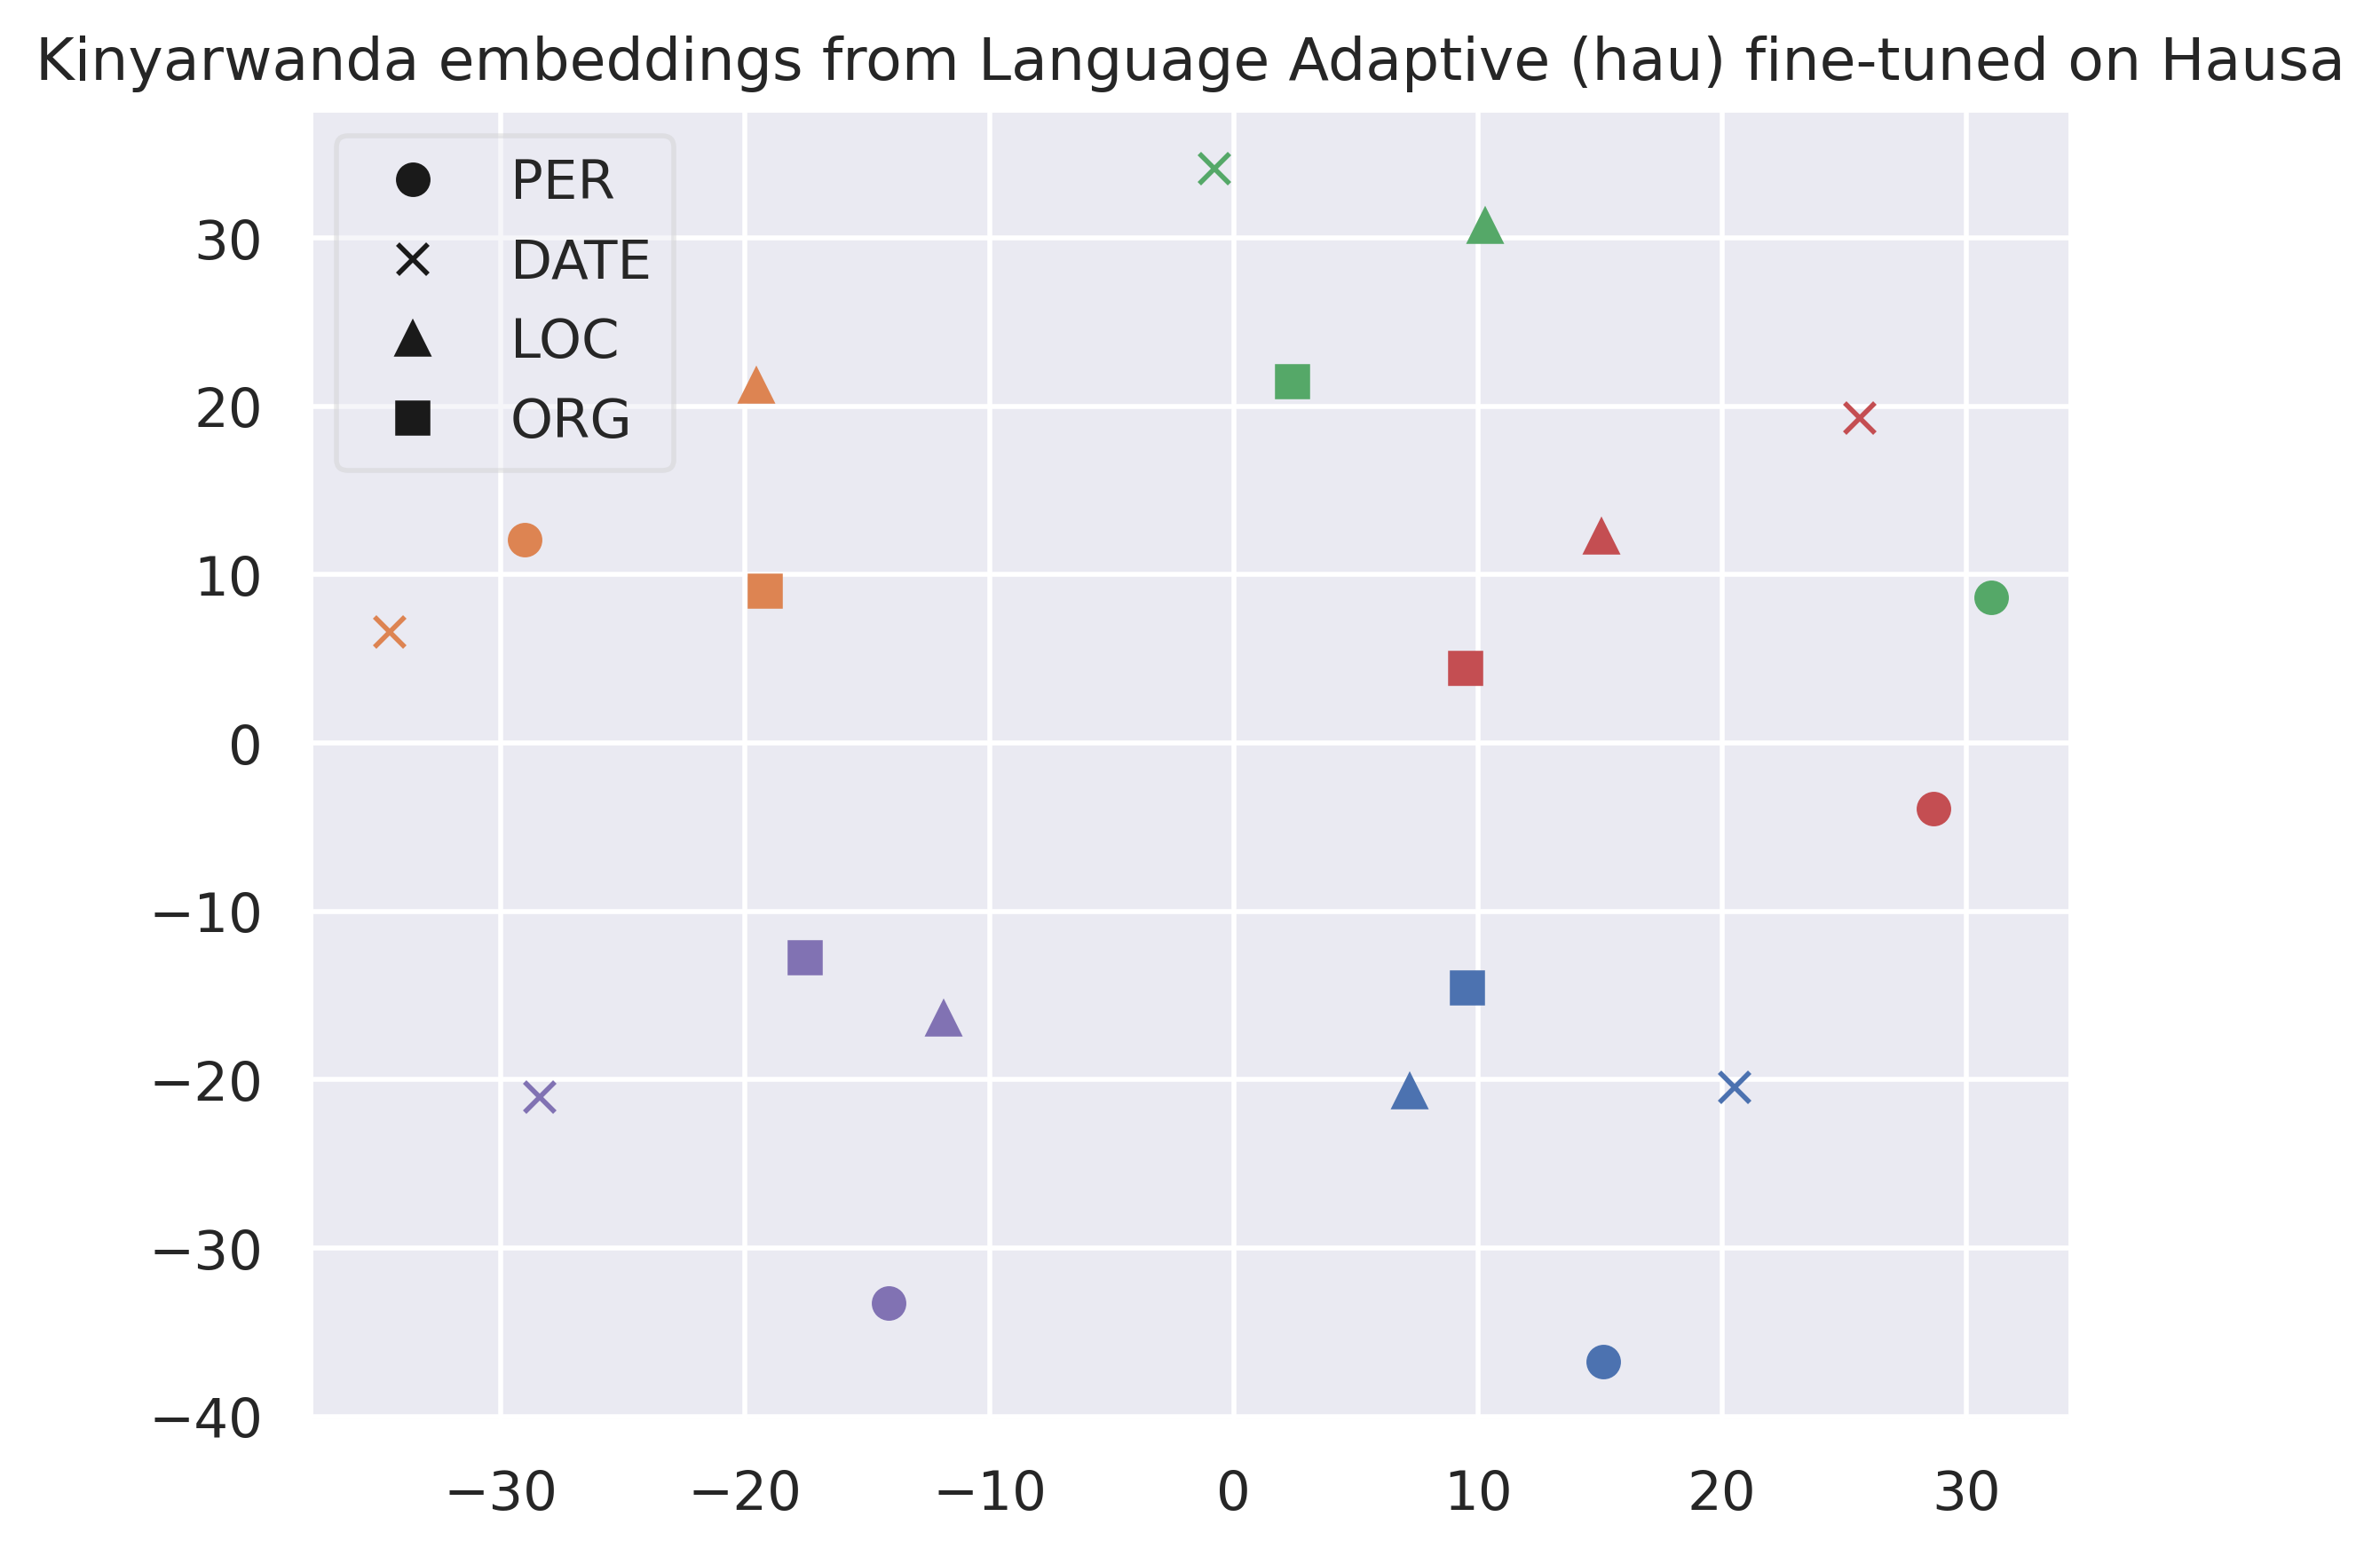 Kinyarwanda embeddings from Language Adaptive (hau) fine-tuned on Hausa
PER
DATE
LOC
ORG
30
20
10
0
−10
−20
−30
−40
−30 −20 −10 0 10 20 30